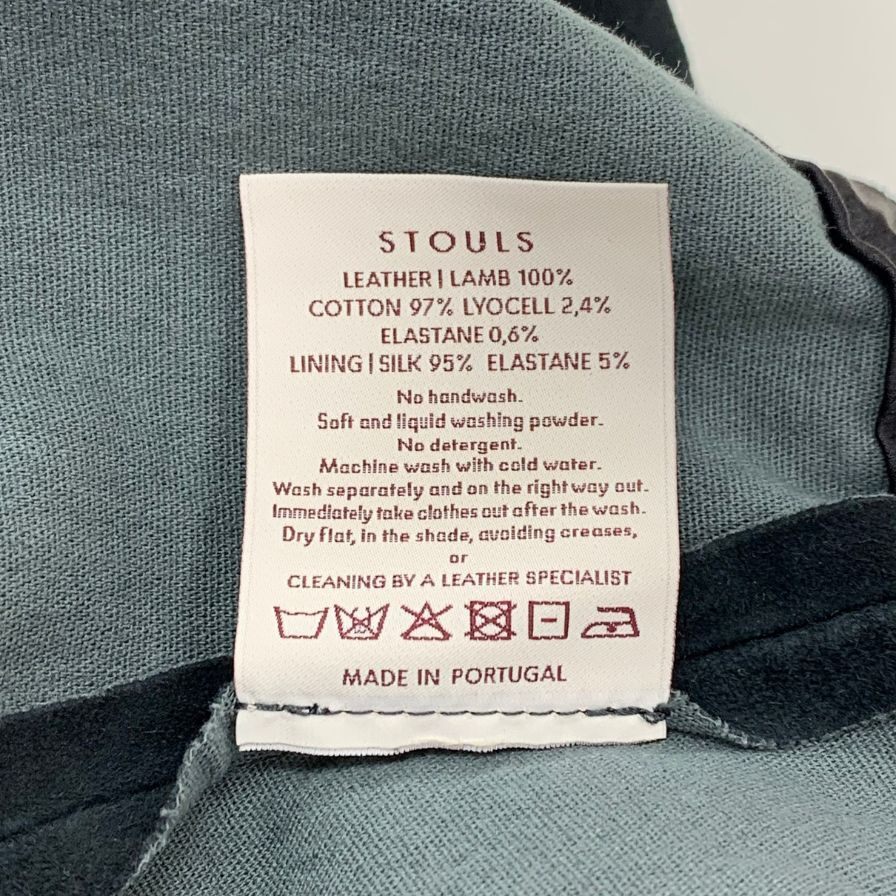 STOULS
LEATHER | LAMB 100%
COTTON 97% LYOCELL 2,4%
ELASTANE 0,6%
LINING | SILK 95% ELASTANE 5%
No handwash.
Soft and liquid washing powder.
No detergent.
Machine wash with cold water.
Wash separately and on the right way out.
Immediately take clothes out after the wash.
Dry flat, in the shade, avoiding creases,
or
CLEANING BY A LEATHER SPECIALIST
MADE IN PORTUGAL